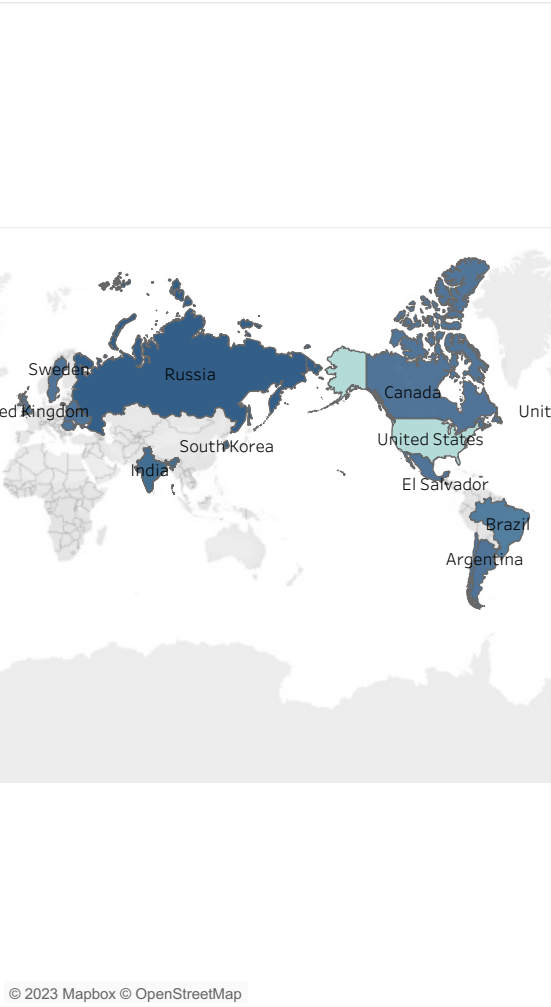 Sweden
Russia
ed Kingdom
Canada
Unit
United States
South Korea
India
El Salvador
Brazil
Argentina
© 2023 Mapbox © OpenStreetMap